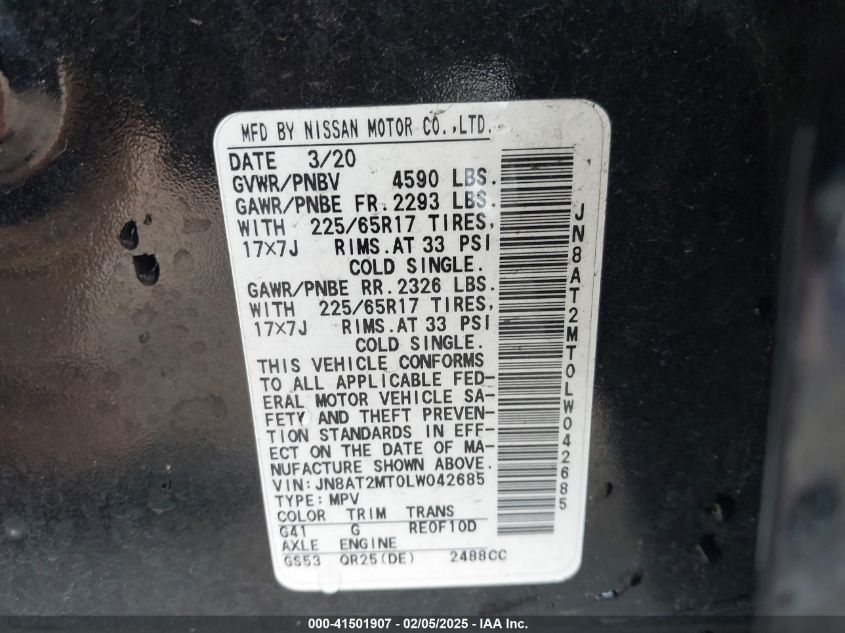 MFD BY NISSAN MOTOR CO.,LTD.
DATE 3/20
GVWR/PNBV 4590 LBS.
GAWR/PNBE FR.2293 LBS.
WITH 225/65R17 TIRES,
17X7J RIMS.AT 33 PSI
COLD SINGLE.
GAWR/PNBE RR.2326 LBS.
WITH 225/65R17 TIRES,
17X7J RIMS.AT 33 PSI
COLD SINGLE.
THIS VEHICLE CONFORMS
TO ALL APPLICABLE FED-
ERAL MOTOR VEHICLE SA-
FETY AND THEFT PREVEN-
TION STANDARDS IN EFF-
ECT ON THE DATE OF MA-
NUFACTURE SHOWN ABOVE.
VIN:JN8AT2MT0LW042685
TYPE:MPV
COLOR TRIM TRANS
G41 G RE0F10D
AXLE ENGINE
GS53 QR25(DE) 2488CC
JN8AT2MT0LW042685
000-41501907 - 02/05/2025 - IAA Inc.